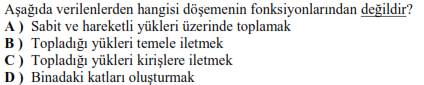 Aşağıda verilenlerden hangisi döşemenin fonksiyonlarından değildir?
A ) Sabit ve hareketli yükleri üzerinde toplamak
B ) Topladığı yükleri temele iletmek
C ) Topladığı yükleri kirişlere iletmek
D ) Binadaki katları oluşturmak